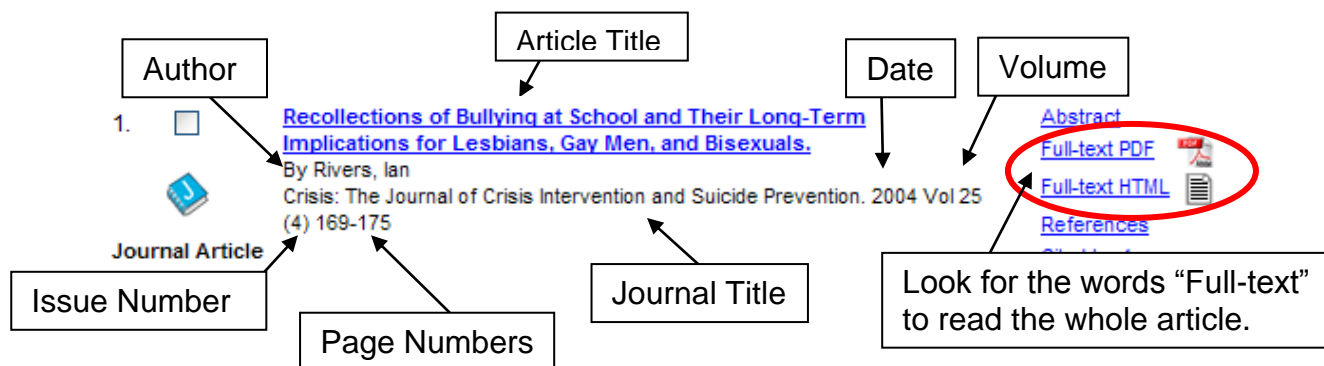 Article Title
Author
Date
Volume
1.
Recollections of Bullying at School and Their Long-Term
Implications for Lesbians, Gay Men, and Bisexuals.
By Rivers, Ian
Crisis: The Journal of Crisis Intervention and Suicide Prevention. 2004 Vol 25
(4) 169-175
Journal Article
Abstract
Full-text PDF
PDF
Full-text HTML
References
Issue Number
Page Numbers
Journal Title
Look for the words “Full-text”
to read the whole article.